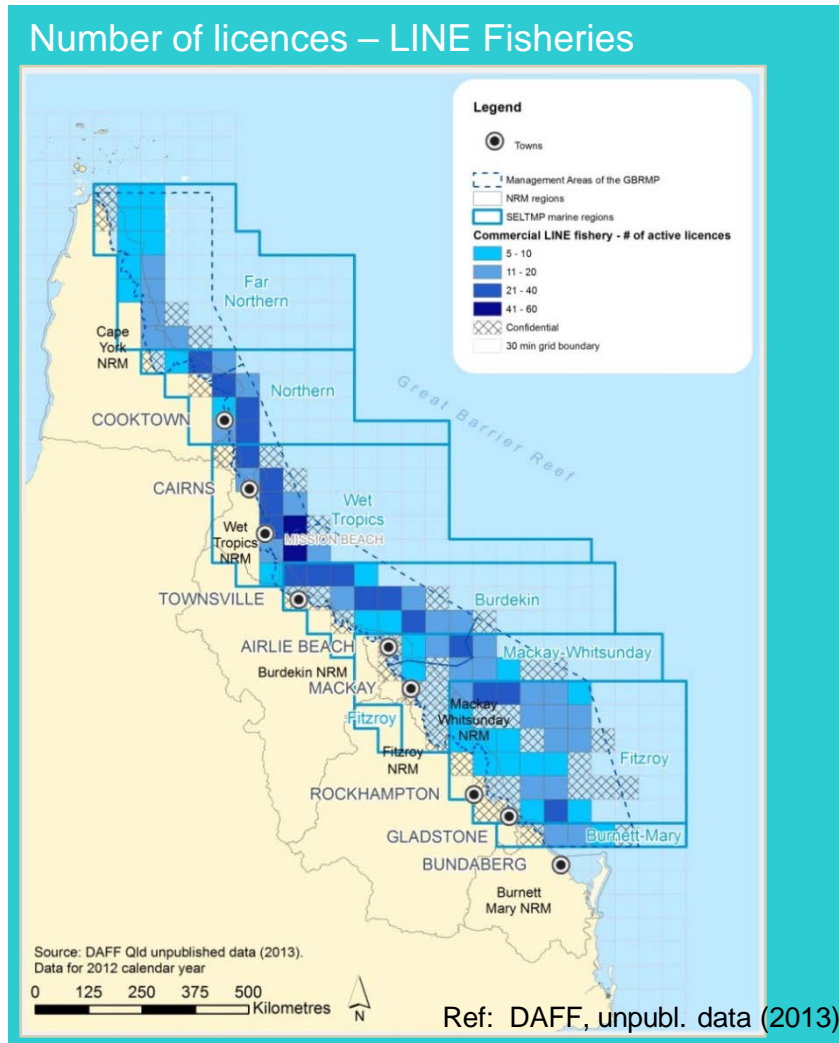 Number of licences – LINE Fisheries
Legend
Towns
Management Areas of the GBRMP
NRM regions
SELTMP marine regions
Commercial LINE fishery - # of active licences
5 - 10
11 - 20
21 - 40
41 - 60
Confidential
30 min grid boundary
Far
Northern
Cape
York
NRM
Northern
COOKTOWN
Great Barrier Reef
CAIRNS
Wet
Tropics
Wet
Tropics
NRM
MISSION BEACH
TOWNSVILLE
Burdekin
AIRLIE BEACH
Mackay-Whitsunday
Burdekin NRM
MACKAY
Mackay
Whitsunday
NRM
Fitzroy
Fitzroy
NRM
Fitzroy
ROCKHAMPTON
GLADSTONE
Burnett-Mary
BUNDABERG
Burnett
Mary NRM
Source: DAFF Qld unpublished data (2013).
Data for 2012 calendar year
0 125 250 375 500
Kilometres
N
Ref: DAFF, unpubl. data (2013)